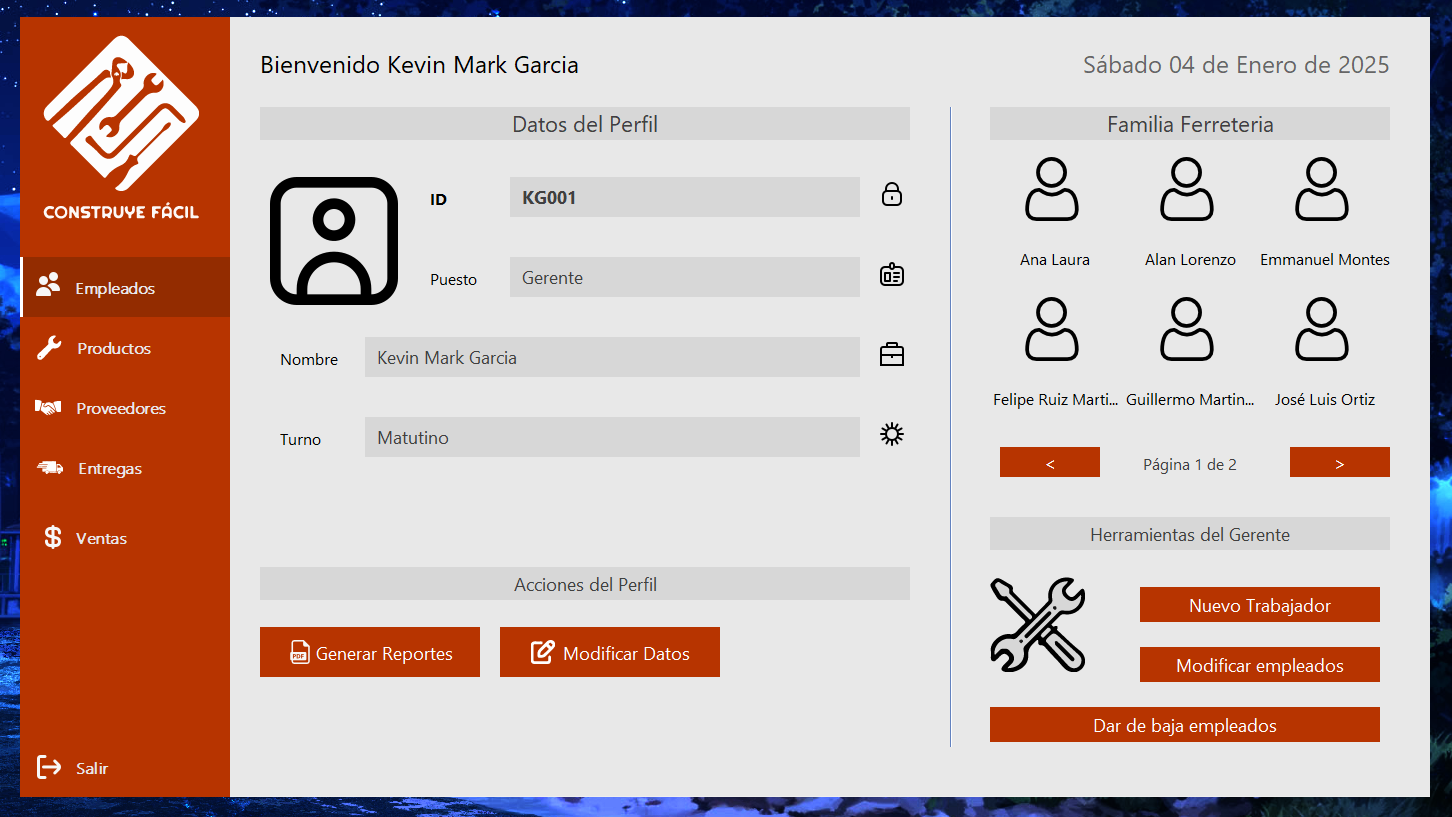 CONSTRUYE FÁCIL
Empleados
Productos
Proveedores
Entregas
Ventas
Salir
Bienvenido Kevin Mark Garcia
Sábado 04 de Enero de 2025
Datos del Perfil
ID
KG001
Puesto
Gerente
Nombre
Kevin Mark Garcia
Turno
Matutino
Acciones del Perfil
PDF Generar Reportes
Modificar Datos
Familia Ferreteria
Ana Laura
Alan Lorenzo
Emmanuel Montes
Felipe Ruiz Marti...
Guillermo Martin...
José Luis Ortiz
<
Página 1 de 2
>
Herramientas del Gerente
Nuevo Trabajador
Modificar empleados
Dar de baja empleados